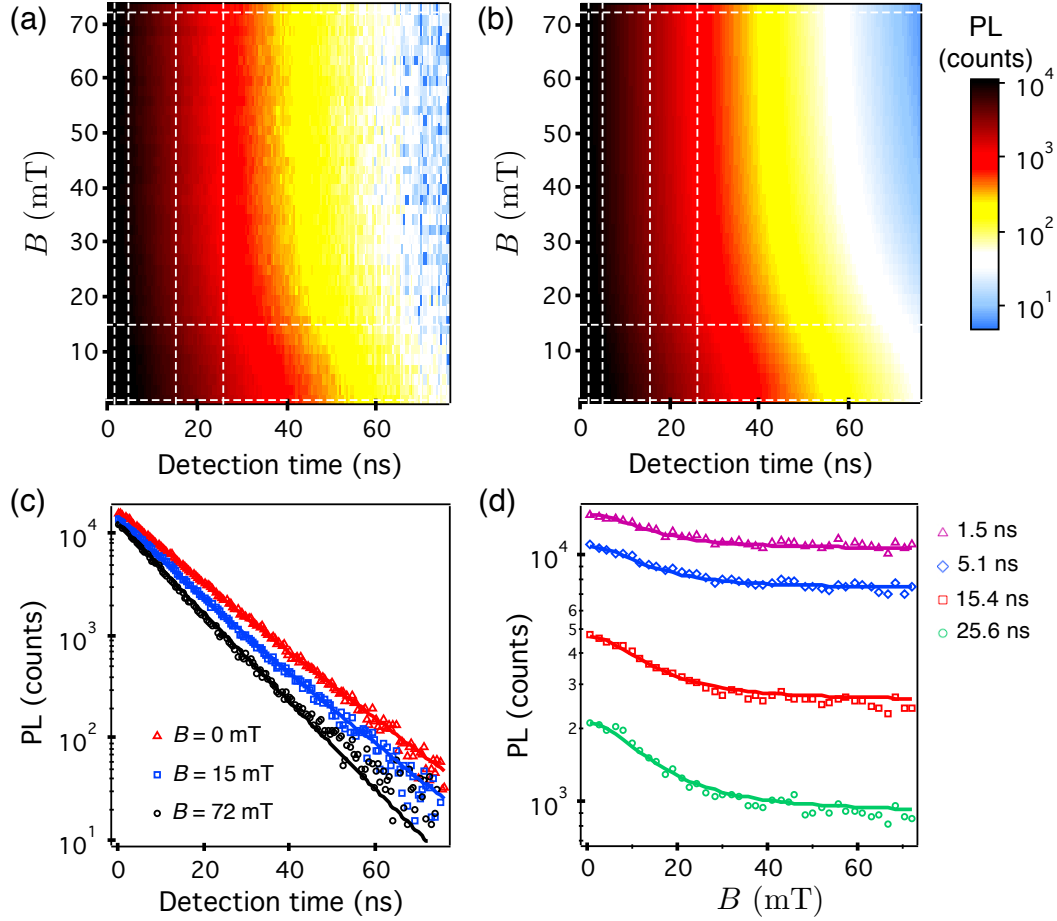 (a)
(b)
PL
(counts)
70
60
50
40
30
20
10
B (mT)
0
20
40
60
Detection time (ns)
70
60
50
40
30
20
10
B (mT)
0
20
40
60
Detection time (ns)
10^4
10^3
10^2
10^1
(c)
(d)
10^4
10^3
10^2
10^1
PL (counts)
B = 0 mT
B = 15 mT
B = 72 mT
0
20
40
60
Detection time (ns)
10^4
8
6
5
4
3
2
10^3
8
PL (counts)
0
20
40
60
B (mT)
1.5 ns
5.1 ns
15.4 ns
25.6 ns